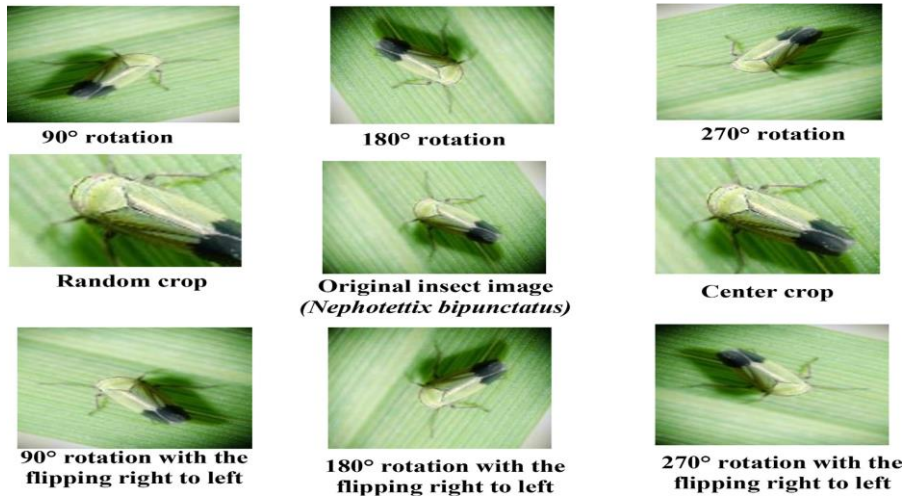 90° rotation
180° rotation
270° rotation
Random crop
Original insect image
(Nephotettix bipunctatus)
Center crop
90° rotation with the
flipping right to left
180° rotation with the
flipping right to left
270° rotation with the
flipping right to left